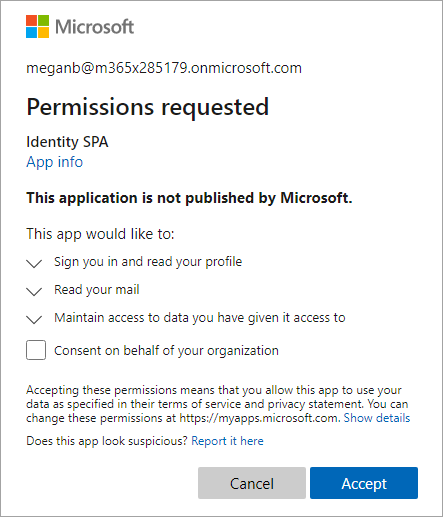 Microsoft
meganb@m365x285179.onmicrosoft.com
Permissions requested
Identity SPA
App info
This application is not published by Microsoft.
This app would like to:
Sign you in and read your profile
Read your mail
Maintain access to data you have given it access to
Consent on behalf of your organization
Accepting these permissions means that you allow this app to use your
data as specified in their terms of service and privacy statement. You can
change these permissions at https://myapps.microsoft.com. Show details
Does this app look suspicious? Report it here
Cancel Accept